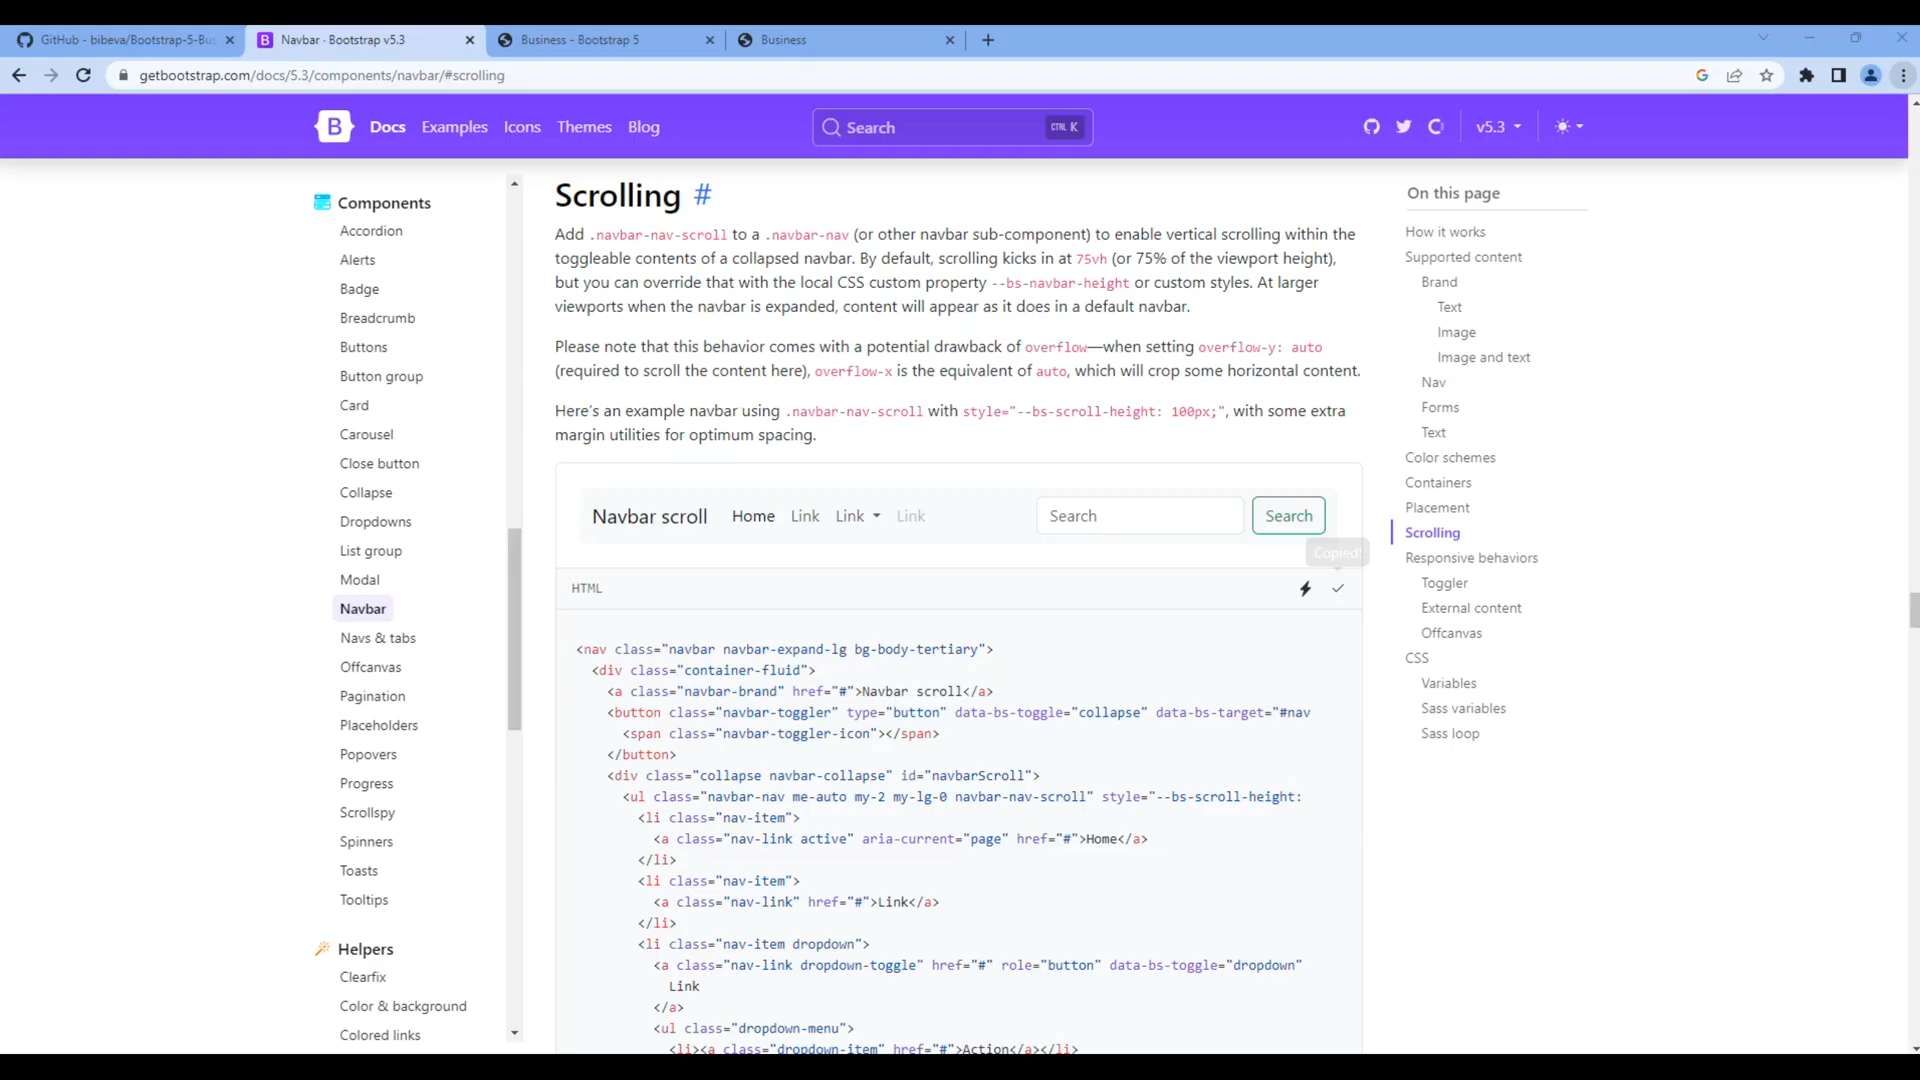 GitHub - bibeva/Bootstrap-5-Bus
Navbar · Bootstrap v5.3
Business - Bootstrap 5
Business
getbootstrap.com/docs/5.3/components/navbar/#scrolling
B
Docs
Examples
Icons
Themes
Blog
Search
CTRL K
v5.3
Components
Accordion
Alerts
Badge
Breadcrumb
Buttons
Button group
Card
Carousel
Close button
Collapse
Dropdowns
List group
Modal
Navbar
Navs & tabs
Offcanvas
Pagination
Placeholders
Popovers
Progress
Scrollspy
Spinners
Toasts
Tooltips
Helpers
Clearfix
Color & background
Colored links
Scrolling #
Add .navbar-nav-scroll to a .navbar-nav (or other navbar sub-component) to enable vertical scrolling within the
toggleable contents of a collapsed navbar. By default, scrolling kicks in at 75vh (or 75% of the viewport height),
but you can override that with the local CSS custom property --bs-navbar-height or custom styles. At larger
viewports when the navbar is expanded, content will appear as it does in a default navbar.
Please note that this behavior comes with a potential drawback of overflow—when setting overflow-y: auto
(required to scroll the content here), overflow-x is the equivalent of auto, which will crop some horizontal content.
Here's an example navbar using .navbar-nav-scroll with style="--bs-scroll-height: 100px;", with some extra
margin utilities for optimum spacing.
Navbar scroll
Home
Link
Link
Link
Search
Search
Copied!
HTML
<nav class="navbar navbar-expand-lg bg-body-tertiary">
<div class="container-fluid">
<a class="navbar-brand" href="#">Navbar scroll</a>
<button class="navbar-toggler" type="button" data-bs-toggle="collapse" data-bs-target="#nav
<span class="navbar-toggler-icon"></span>
</button>
<div class="collapse navbar-collapse" id="navbarScroll">
<ul class="navbar-nav me-auto my-2 my-lg-0 navbar-nav-scroll" style="--bs-scroll-height:
<li class="nav-item">
<a class="nav-link active" aria-current="page" href="#">Home</a>
</li>
<li class="nav-item">
<a class="nav-link" href="#">Link</a>
</li>
<li class="nav-item dropdown">
<a class="nav-link dropdown-toggle" href="#" role="button" data-bs-toggle="dropdown"
Link
</a>
<ul class="dropdown-menu">
<li><a class="dropdown-item" href="#">Action</a></li>
On this page
How it works
Supported content
Brand
Text
Image
Image and text
Nav
Forms
Text
Color schemes
Containers
Placement
Scrolling
Responsive behaviors
Toggler
External content
Offcanvas
CSS
Variables
Sass variables
Sass loop